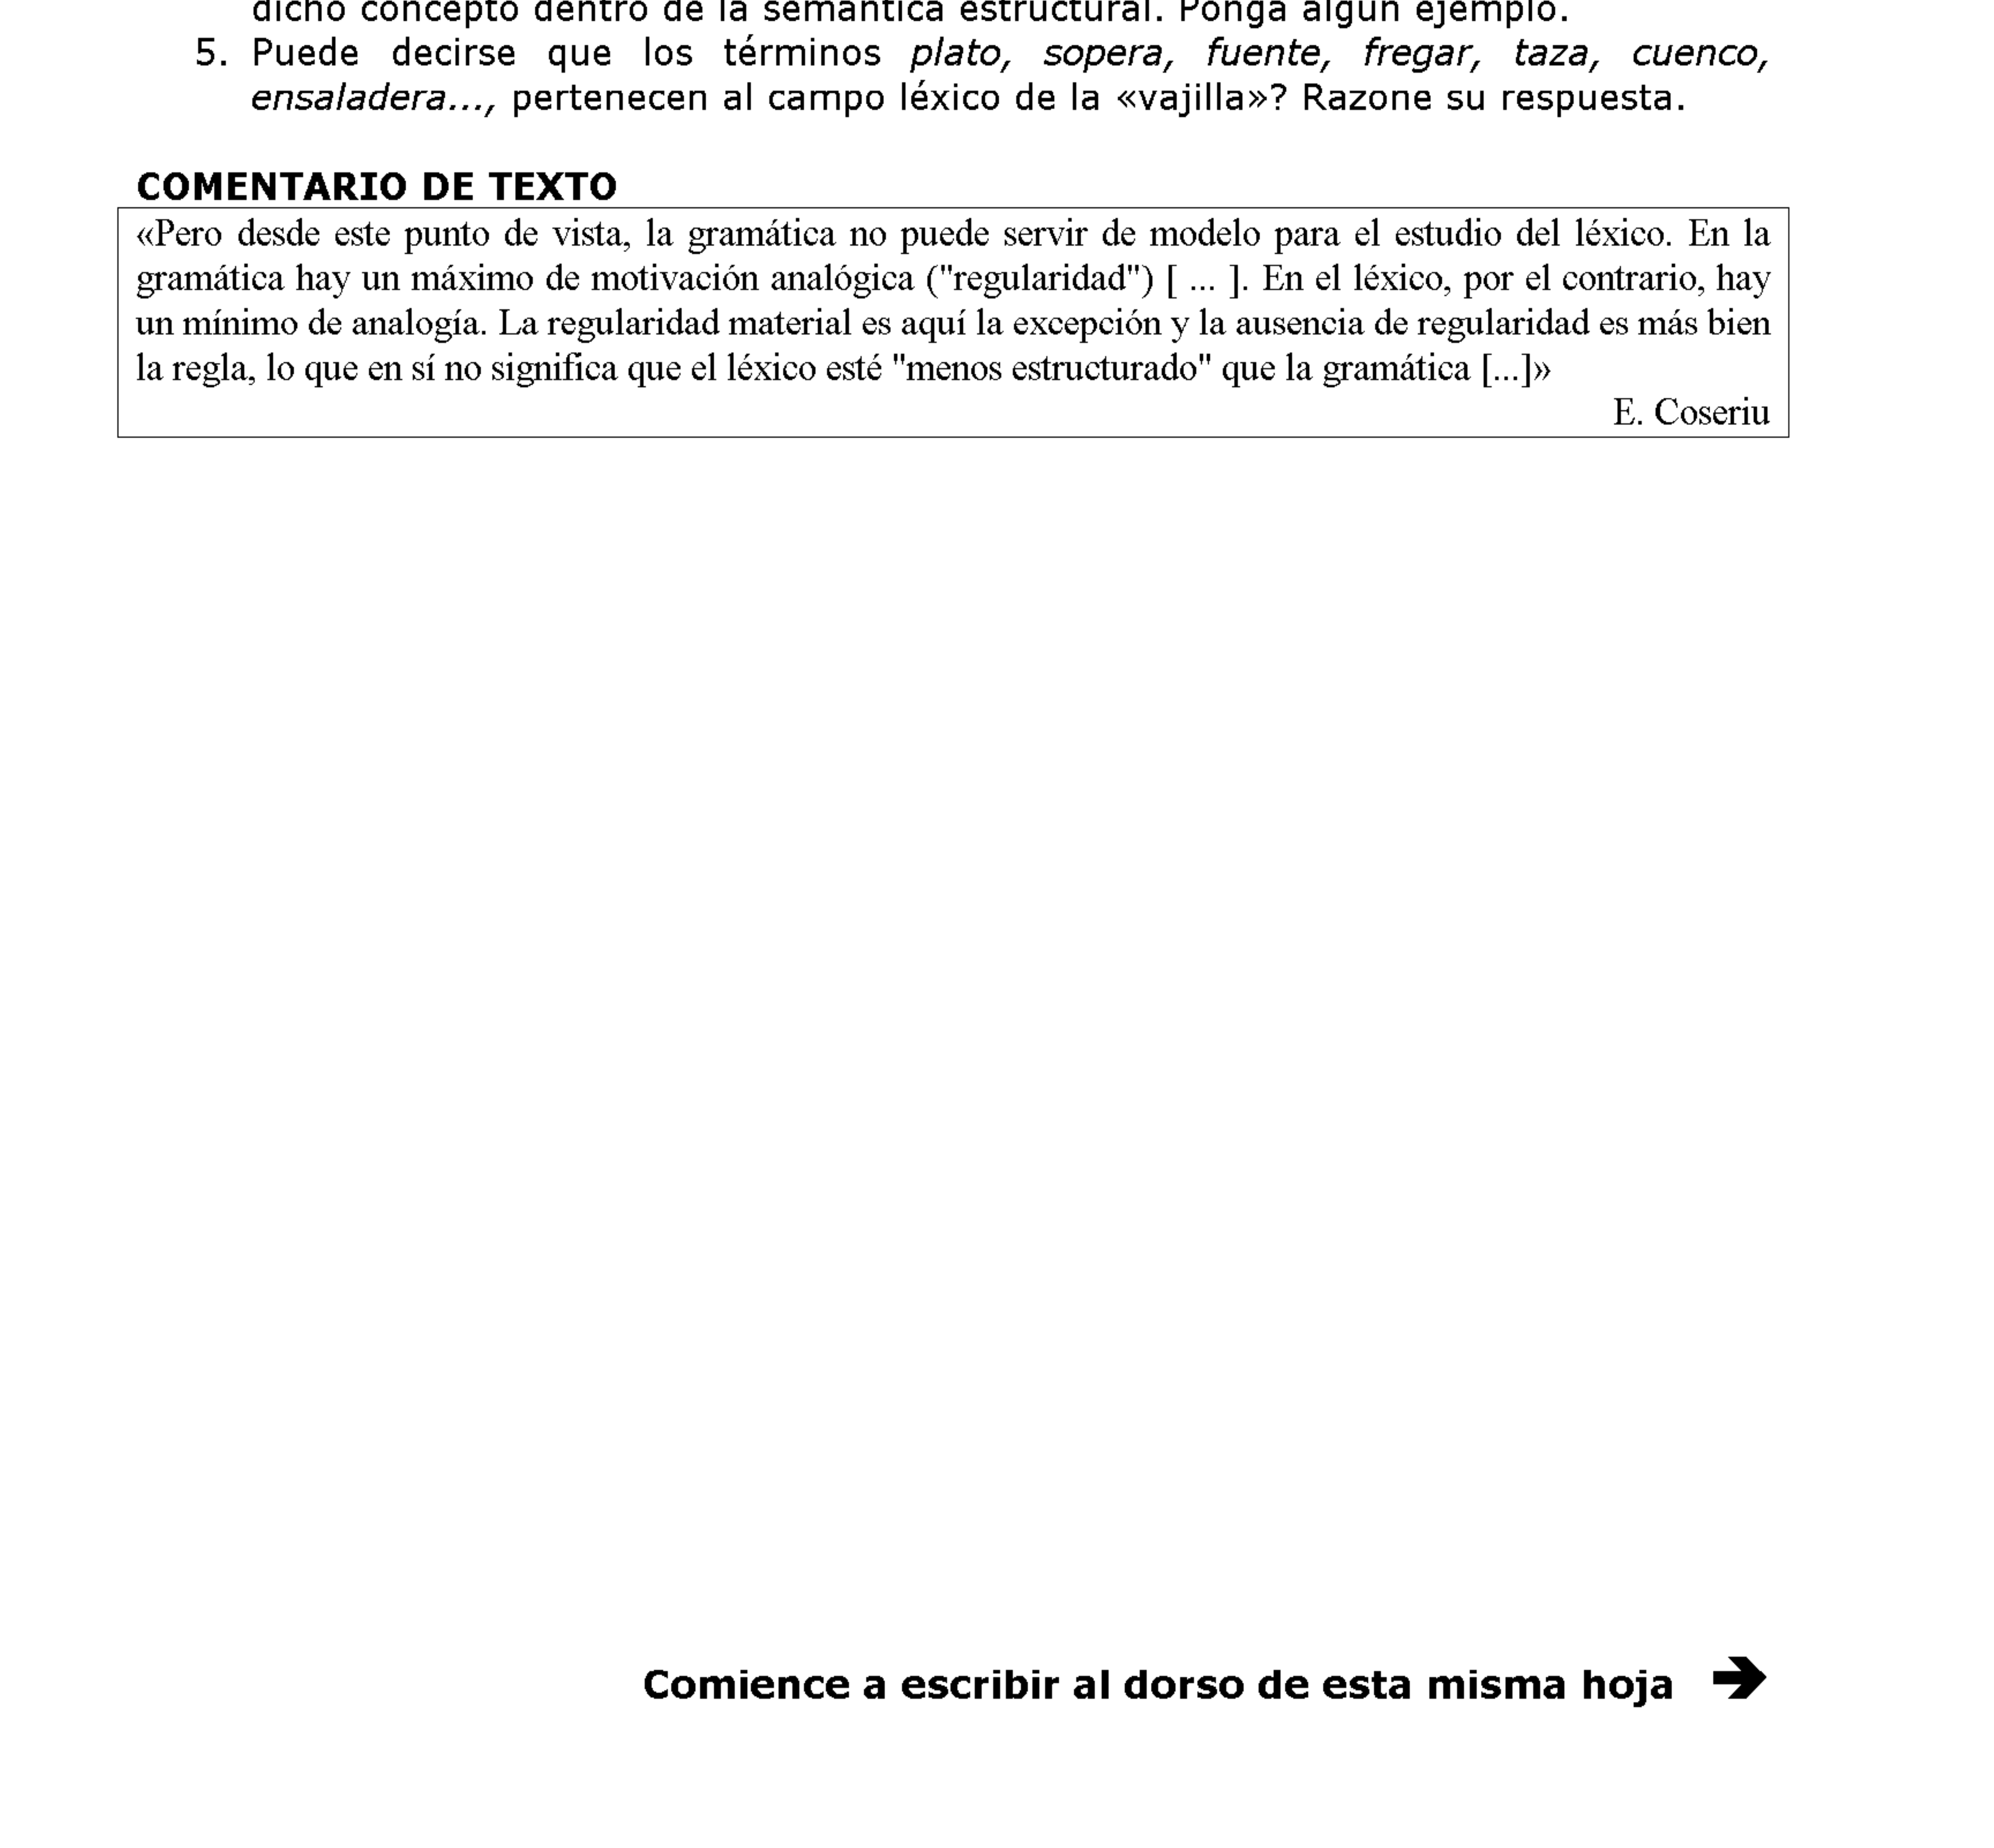 dicho concepto dentro de la semántica estructural. Ponga algún ejemplo.
5. Puede decirse que los términos plato, sopera, fuente, fregar, taza, cuenco,
ensaladera..., pertenecen al campo léxico de la «vajilla»? Razone su respuesta.
COMENTARIO DE TEXTO
«Pero desde este punto de vista, la gramática no puede servir de modelo para el estudio del léxico. En la
gramática hay un máximo de motivación analógica ("regularidad") [ ... ]. En el léxico, por el contrario, hay
un mínimo de analogía. La regularidad material es aquí la excepción y la ausencia de regularidad es más bien
la regla, lo que en sí no significa que el léxico esté "menos estructurado" que la gramática [...]»
E. Coseriu
Comience a escribir al dorso de esta misma hoja